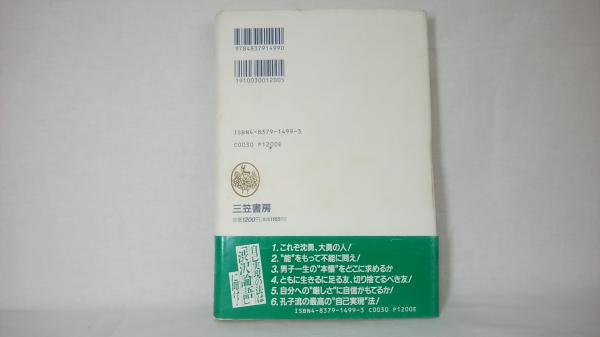 9784837914990
1910030012005
ISBN4-8379-1499-3
C0030 P1200E
三笠書房
定価1200円(本体1165円)
自己実現の法は
「渋沢論語」
に聞け!
1.これぞ沈勇、大勇の人!
2."能"をもって不能に問え!
3.男子一生の"本懐"をどこに求めるか
4.ともに生きるに足る友、切り捨てるべき友!
5.自分への"厳しさ"に自信がもてるか!
6.孔子流の最高の"自己実現"法!
ISBN4-8379-1499-3 C0030 P1200E